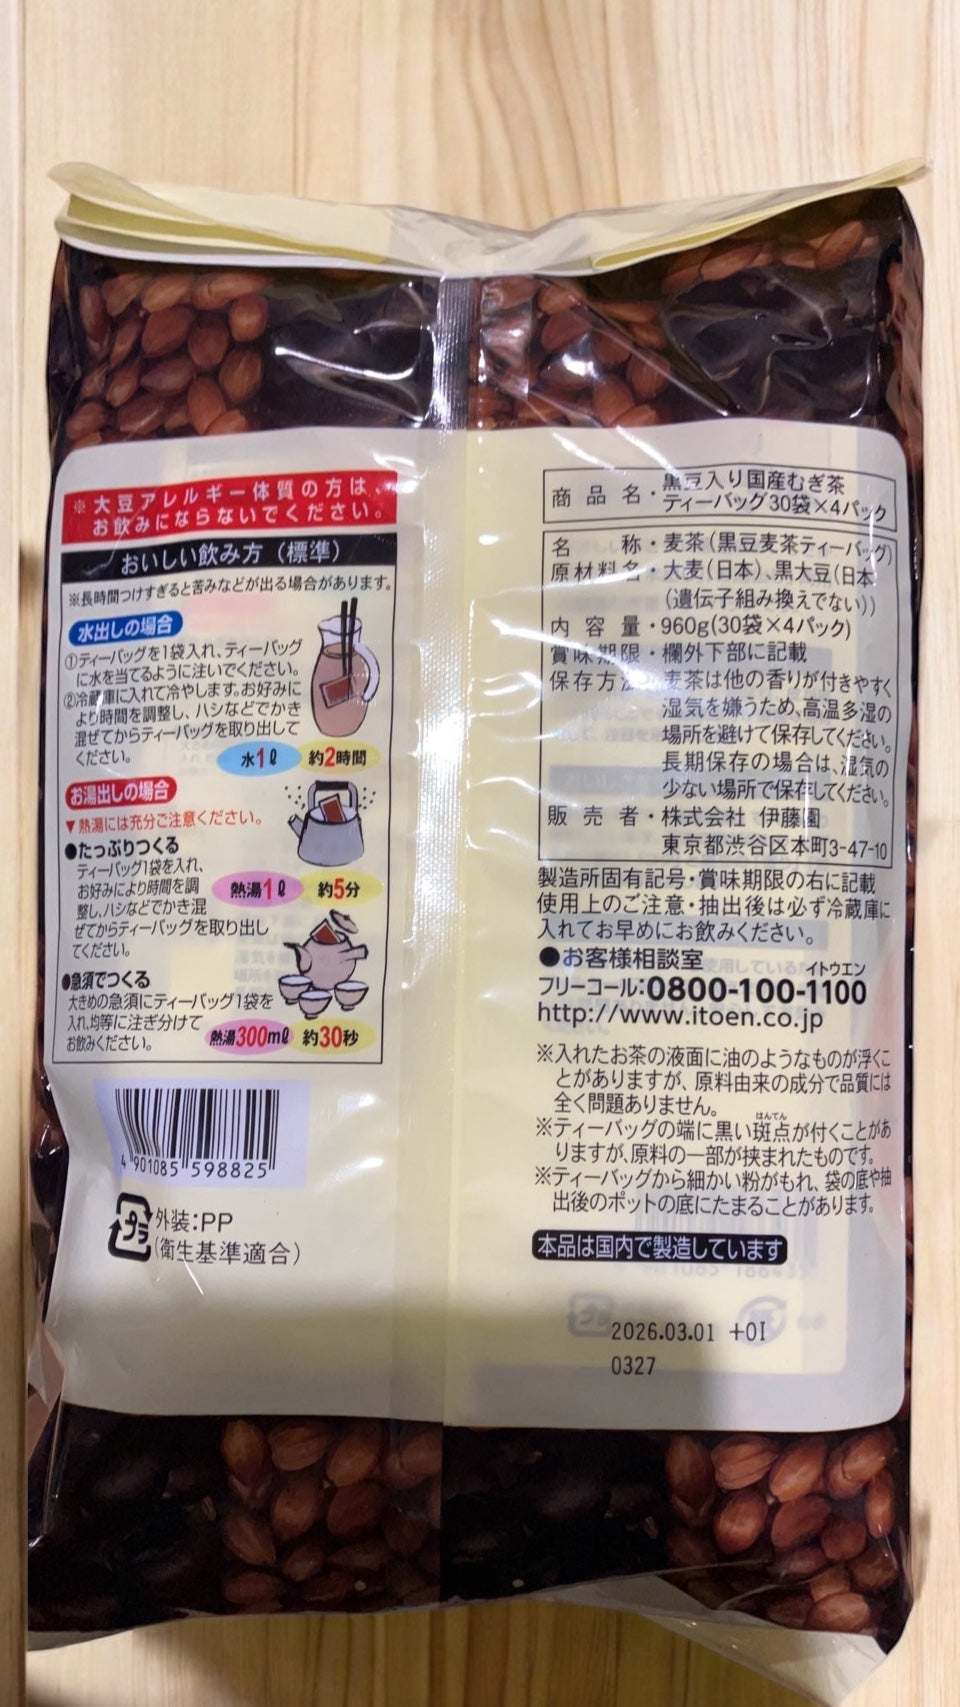 ※大豆アレルギー体質の方は、
お飲みにならないでください。
おいしい飲み方（標準）
※長時間つけすぎると苦みなどが出る場合があります。
水出しの場合
①ティーバッグを1袋入れ、ティーバッグ
に水を当てるように注いでください。
②冷蔵庫に入れて冷やします。お好みに
より時間を調整し、ハシなどでかき
混ぜてからティーバッグを取り出して
ください。
水1ℓ 約2時間
お湯出しの場合
▼熱湯には充分ご注意ください。
●たっぷりつくる
ティーバッグ1袋を入れ、
お好みにより時間を調
整し、ハシなどでかき混
ぜてからティーバッグを取り出し
てください。
熱湯1ℓ 約5分
●急須でつくる
大きめの急須にティーバッグ1袋を
入れ、均等に注ぎ分けて
お飲みください。
熱湯300mℓ 約30秒
4 901085 598825
プラ
外装：PP
（衛生基準適合）
商品名・黒豆入り国産むぎ茶
ティーバッグ30袋×4パック
名称・麦茶（黒豆麦茶ティーバッグ）
原材料名・大麦（日本）、黒大豆（日本
（遺伝子組み換えでない））
内容量・960g（30袋×4パック）
賞味期限・欄外下部に記載
保存方法・麦茶は他の香りが付きやすく
湿気を嫌うため、高温多湿の
場所を避けて保存してください。
長期保存の場合は、湿気の
少ない場所で保存してください。
販売者・株式会社 伊藤園
東京都渋谷区本町3-47-10
製造所固有記号・賞味期限の右に記載
使用上のご注意・抽出後は必ず冷蔵庫に
入れてお早めにお飲みください。
●お客様相談室
イトウエン
フリーコール：0800-100-1100
http://www.itoen.co.jp
※入れたお茶の液面に油のようなものが浮くこ
とがありますが、原料由来の成分で品質には
全く問題ありません。
はんてん
※ティーバッグの端に黒い斑点が付くことがあ
りますが、原料の一部が挟まれたものです。
※ティーバッグから細かい粉がもれ、袋の底や抽
出後のポットの底にたまることがあります。
本品は国内で製造しています
2026.03.01 +OI
0327